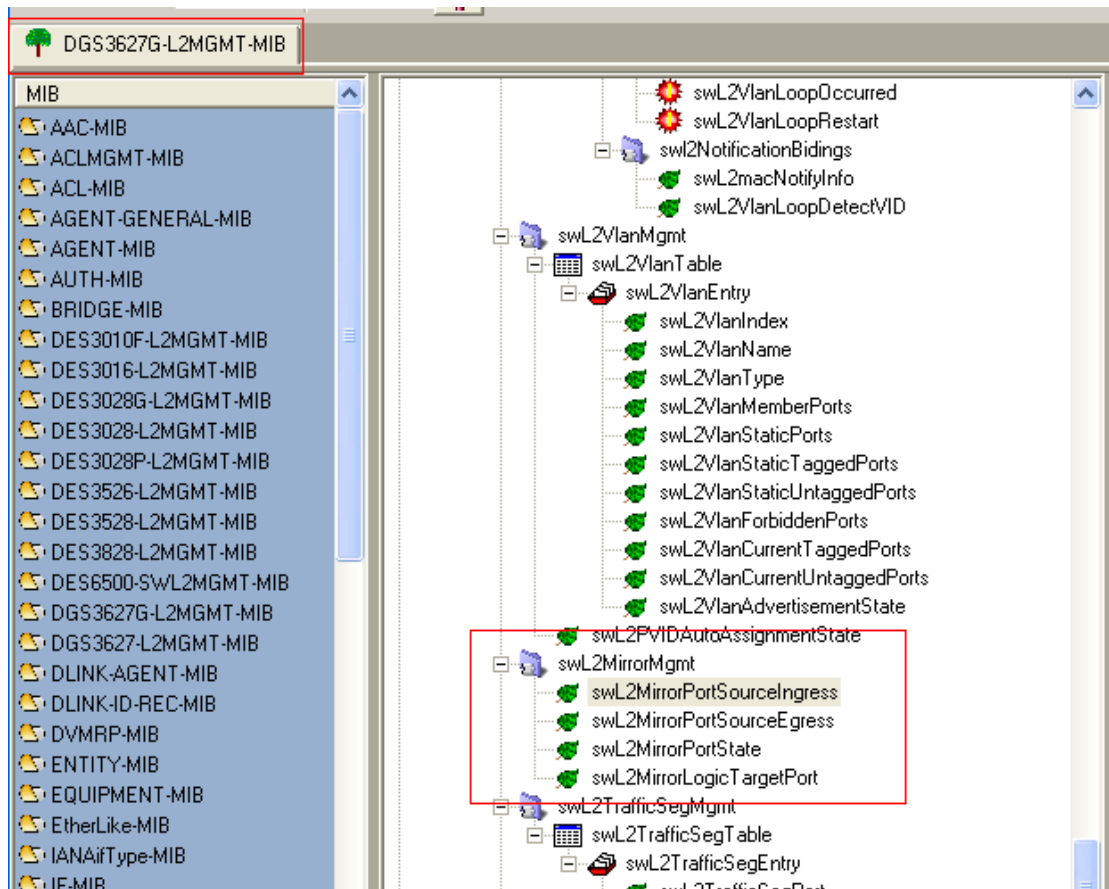 DGS3627G-L2MGMT-MIB
MIB
AAC-MIB
ACLMGMT-MIB
ACL-MIB
AGENT-GENERAL-MIB
AGENT-MIB
AUTH-MIB
BRIDGE-MIB
DES3010F-L2MGMT-MIB
DES3016-L2MGMT-MIB
DES3028G-L2MGMT-MIB
DES3028-L2MGMT-MIB
DES3028P-L2MGMT-MIB
DES3526-L2MGMT-MIB
DES3528-L2MGMT-MIB
DES3828-L2MGMT-MIB
DES6500-SWL2MGMT-MIB
DGS3627G-L2MGMT-MIB
DGS3627-L2MGMT-MIB
DLINK-AGENT-MIB
DLINK-ID-REC-MIB
DVMRP-MIB
ENTITY-MIB
EQUIPMENT-MIB
EtherLike-MIB
IANAifType-MIB
IF-MIB
swL2VlanLoopOccurred
swL2VlanLoopRestart
swl2NotificationBidings
swL2macNotifyInfo
swL2VlanLoopDetectVID
swL2VlanMgmt
swL2VlanTable
swL2VlanEntry
swL2VlanIndex
swL2VlanName
swL2VlanType
swL2VlanMemberPorts
swL2VlanStaticPorts
swL2VlanStaticTaggedPorts
swL2VlanStaticUntaggedPorts
swL2VlanForbiddenPorts
swL2VlanCurrentTaggedPorts
swL2VlanCurrentUntaggedPorts
swL2VlanAdvertisementState
swL2PVIDAutoAssignmentState
swL2MirrorMgmt
swL2MirrorPortSourceIngress
swL2MirrorPortSourceEgress
swL2MirrorPortState
swL2MirrorLogicTargetPort
swL2TrafficSegMgmt
swL2TrafficSegTable
swL2TrafficSegEntry
swL2TrafficSegPort